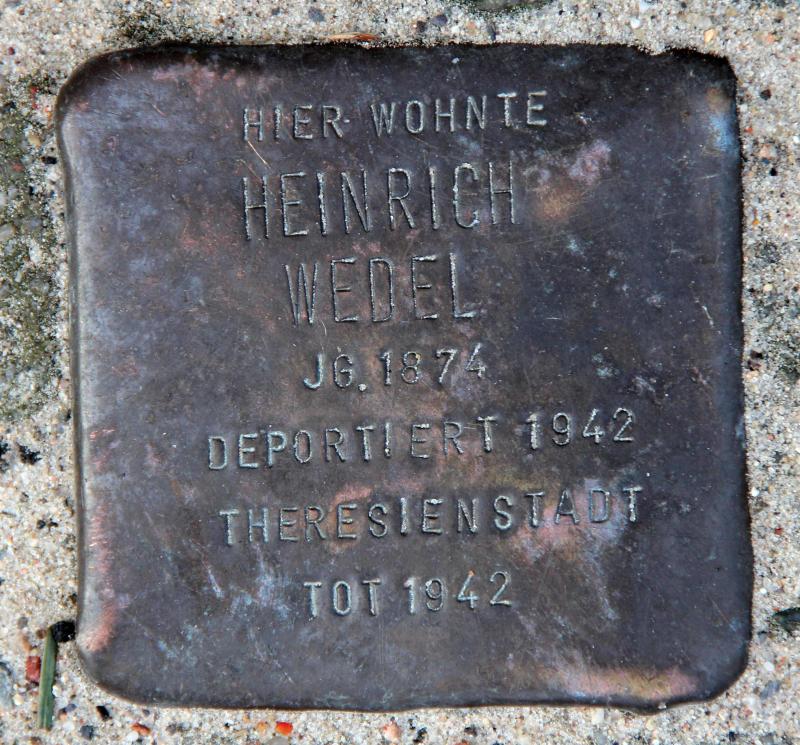 HIER WOHNTE
HEINRICH
WEDEL
JG. 1874
DEPORTIERT 1942
THERESIENSTADT
TOT 1942